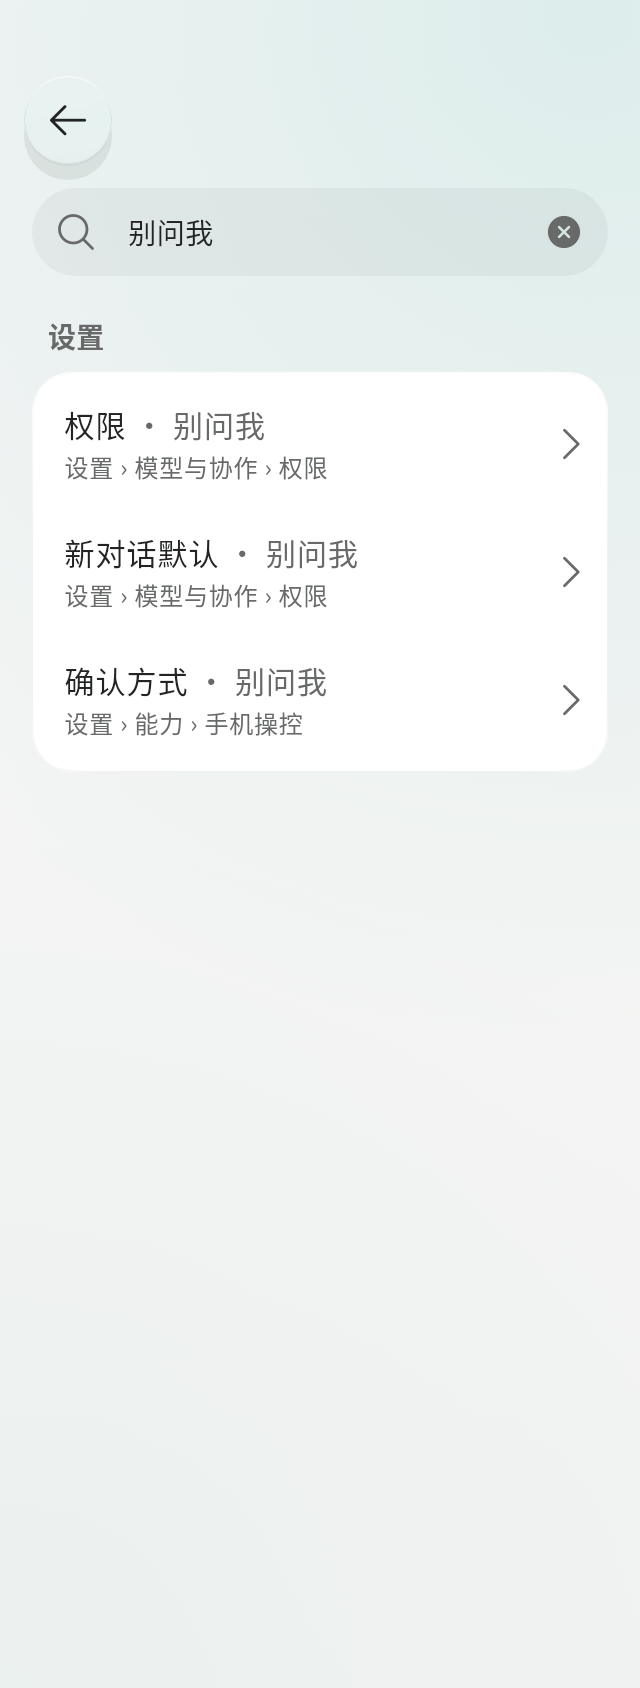 别问我
设置
权限 · 别问我
设置 › 模型与协作 › 权限
新对话默认 · 别问我
设置 › 模型与协作 › 权限
确认方式 · 别问我
设置 › 能力 › 手机操控